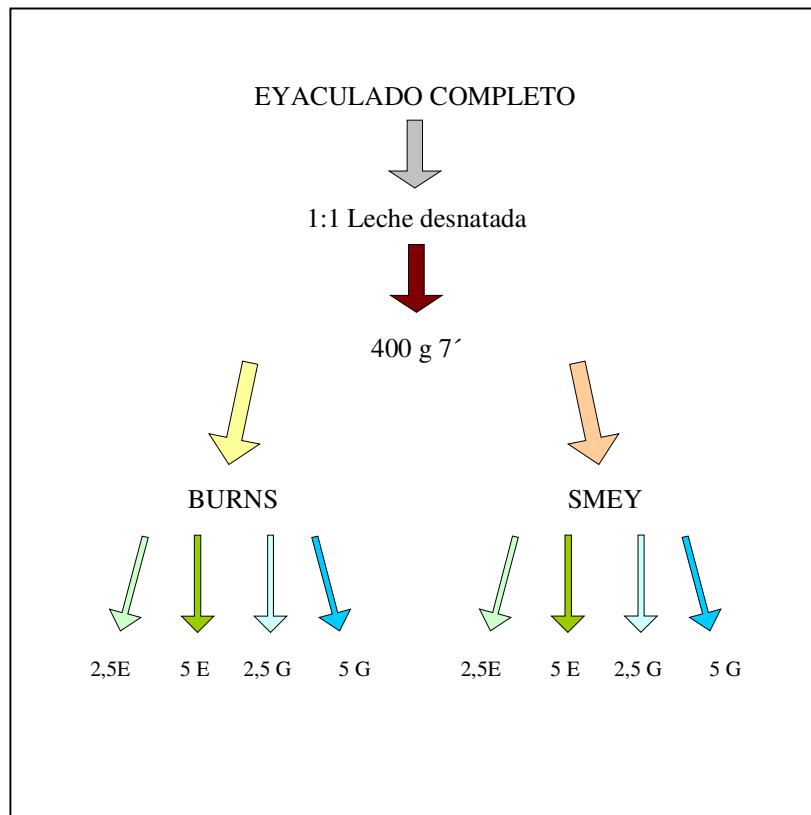 EYACULADO COMPLETO
1:1 Leche desnatada
400 g 7´
BURNS SMEY
2,5E 5 E 2,5 G 5 G 2,5E 5 E 2,5 G 5 G